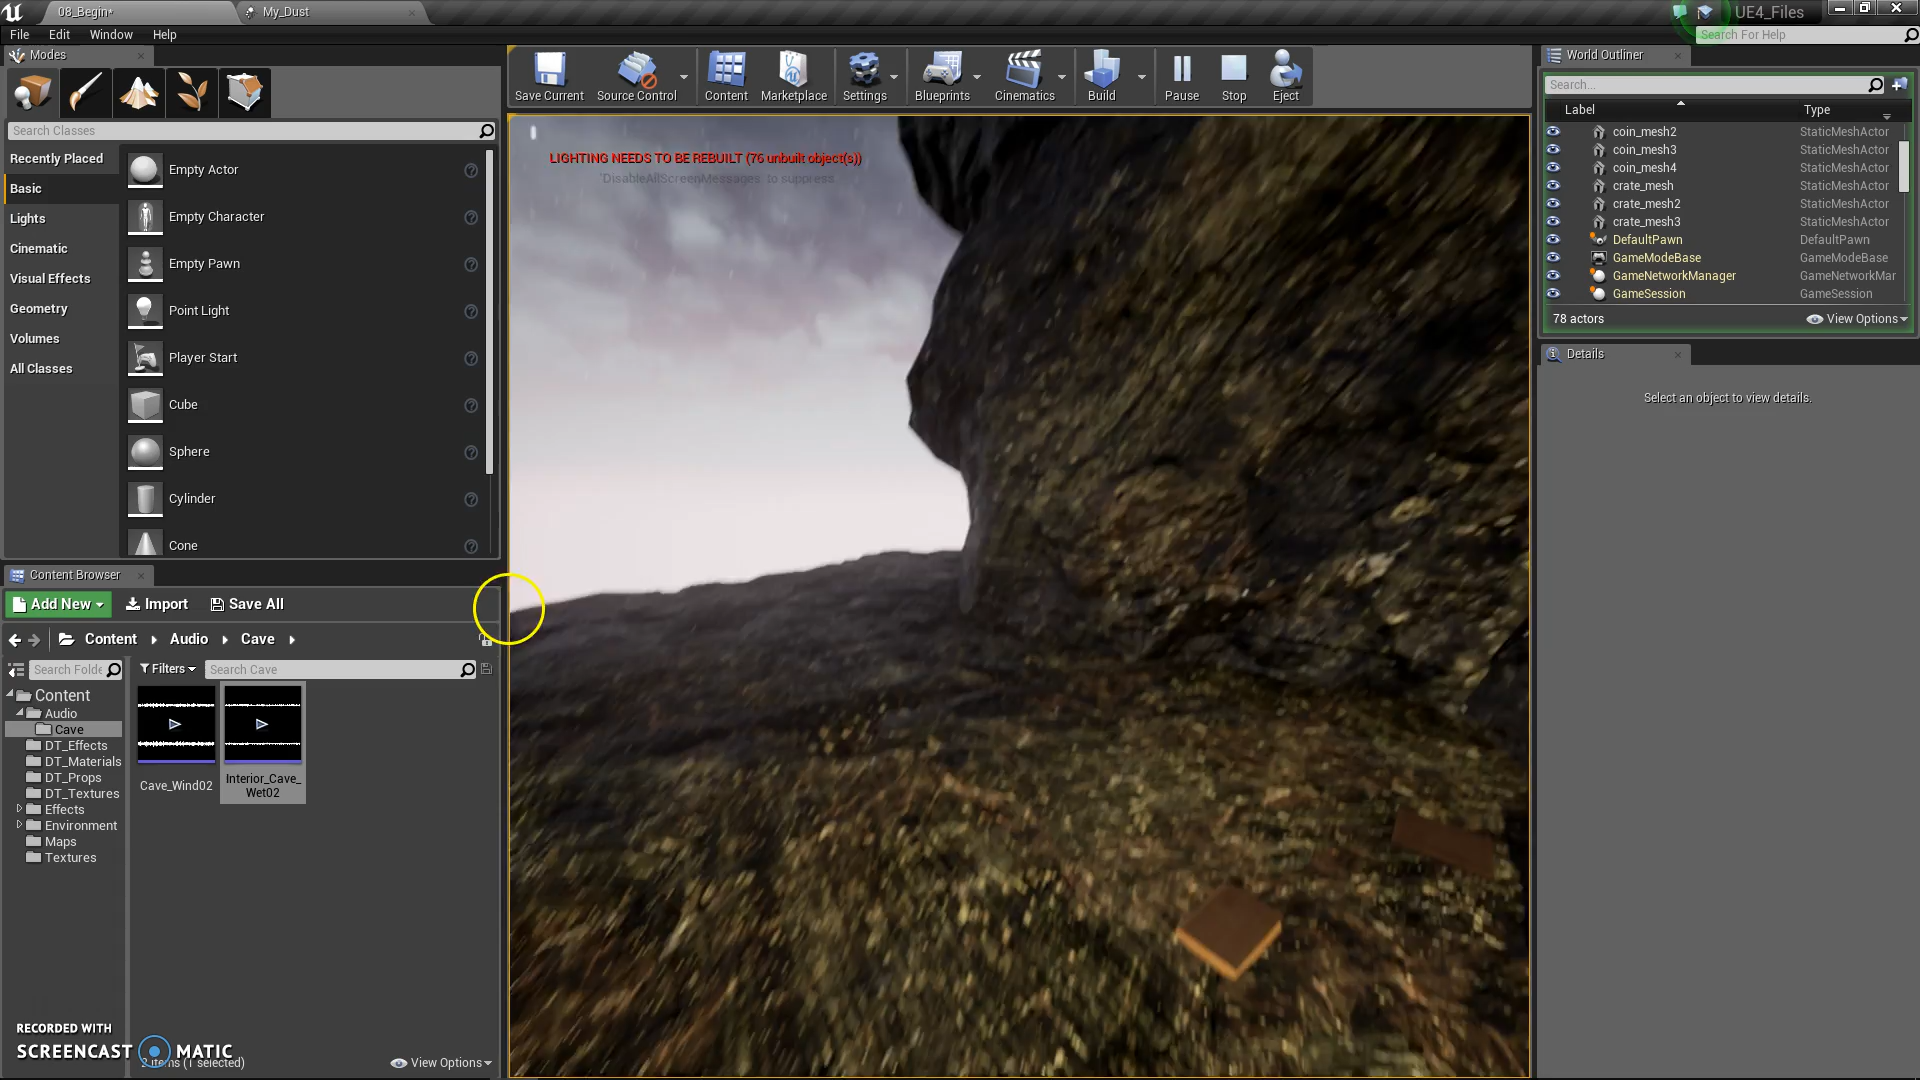 08_Begin*
My_Dust
UE4_Files
File Edit Window Help
Search For Help
Modes
Search Classes
Recently Placed
Basic
Lights
Cinematic
Visual Effects
Geometry
Volumes
All Classes
Empty Actor
Empty Character
Empty Pawn
Point Light
Player Start
Cube
Sphere
Cylinder
Cone
Save Current
Source Control
Content
Marketplace
Settings
Blueprints
Cinematics
Build
Pause
Stop
Eject
LIGHTING NEEDS TO BE REBUILT (76 unbuilt object(s))
'DisableAllScreenMessages' to suppress
World Outliner
Search...
Label Type
coin_mesh2 StaticMeshActor
coin_mesh3 StaticMeshActor
coin_mesh4 StaticMeshActor
crate_mesh StaticMeshActor
crate_mesh2 StaticMeshActor
crate_mesh3 StaticMeshActor
DefaultPawn DefaultPawn
GameModeBase GameModeBase
GameNetworkManager GameNetworkMar
GameSession GameSession
78 actors
View Options
Details
Select an object to view details.
Content Browser
Add New
Import
Save All
Content Audio Cave
Search Folde
Filters
Search Cave
Content
Audio
Cave
DT_Effects
DT_Materials
DT_Props
DT_Textures
Effects
Environment
Maps
Textures
Cave_Wind02
Interior_Cave_
Wet02
RECORDED WITH
SCREENCAST MATIC
2 items (1 selected)
View Options